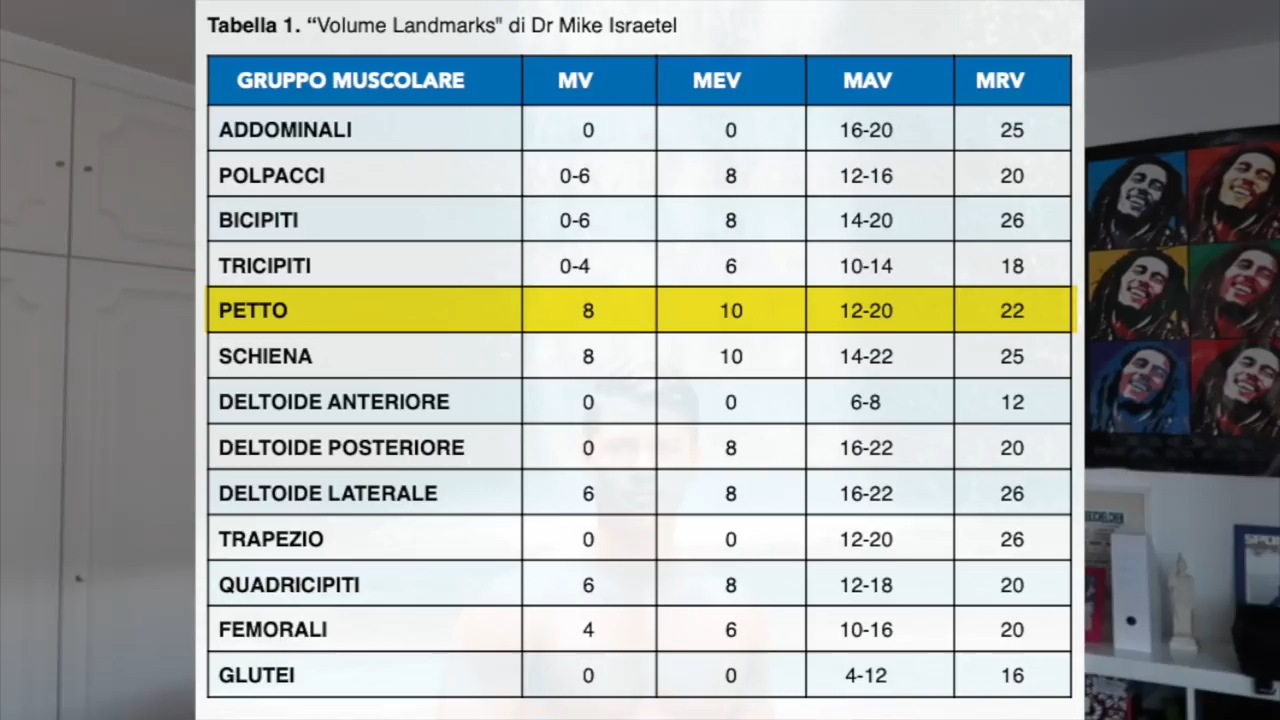 Tabella 1. “Volume Landmarks" di Dr Mike Israetel
GRUPPO MUSCOLARE MV MEV MAV MRV
ADDOMINALI 0 0 16-20 25
POLPACCI 0-6 8 12-16 20
BICIPITI 0-6 8 14-20 26
TRICIPITI 0-4 6 10-14 18
PETTO 8 10 12-20 22
SCHIENA 8 10 14-22 25
DELTOIDE ANTERIORE 0 0 6-8 12
DELTOIDE POSTERIORE 0 8 16-22 20
DELTOIDE LATERALE 6 8 16-22 26
TRAPEZIO 0 0 12-20 26
QUADRICIPITI 6 8 12-18 20
FEMORALI 4 6 10-16 20
GLUTEI 0 0 4-12 16